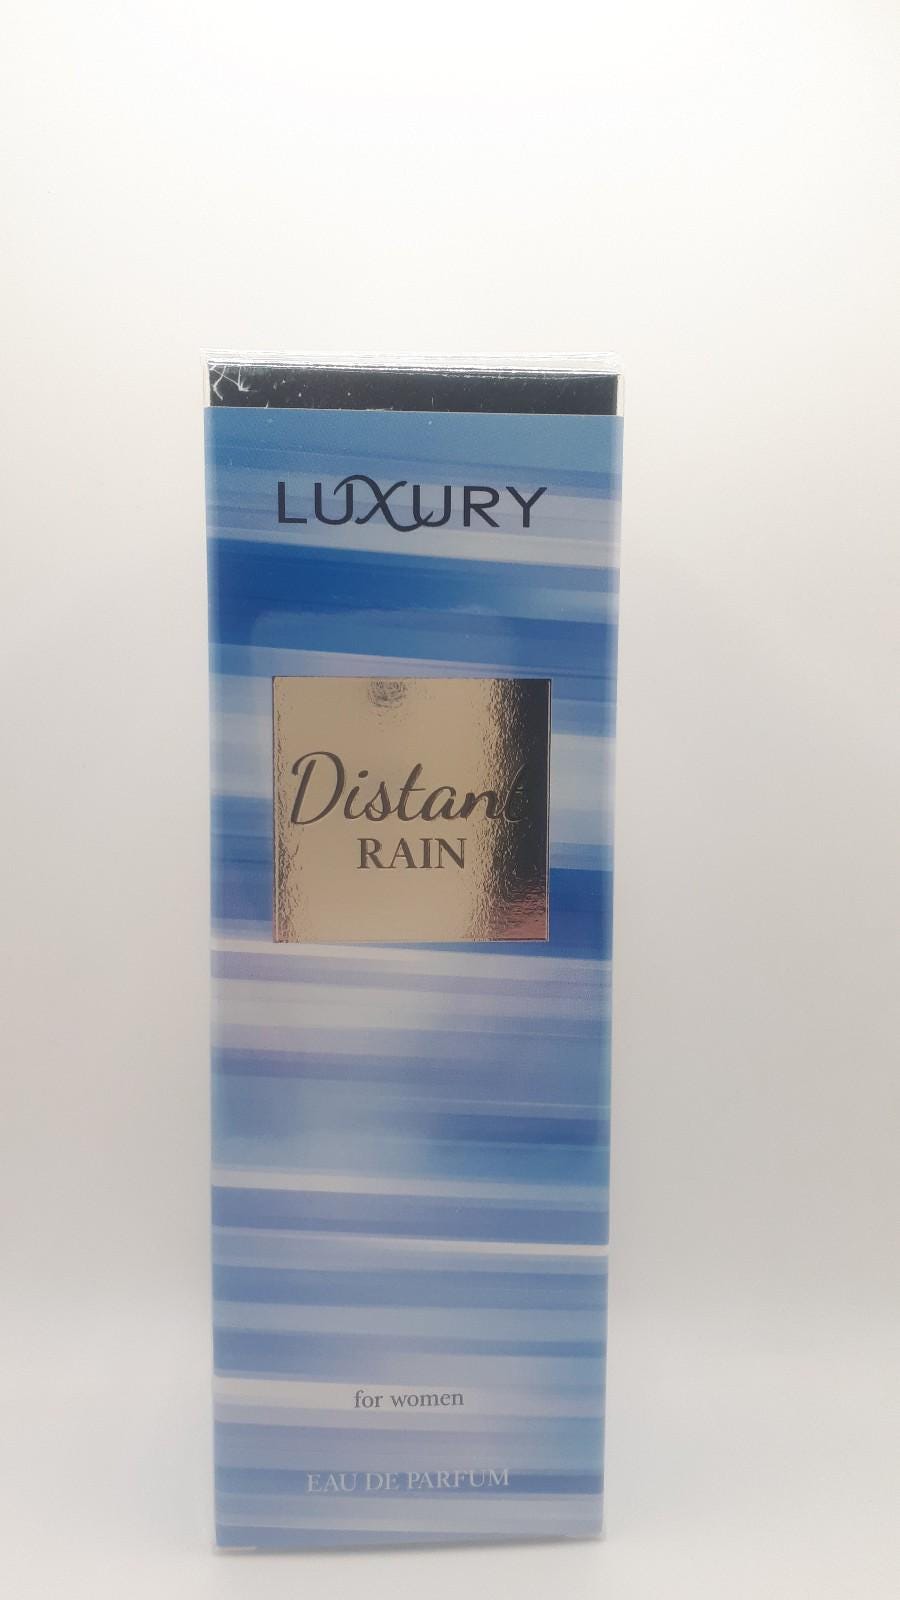 LUXURY
Distant
RAIN
for women
EAU DE PARFUM